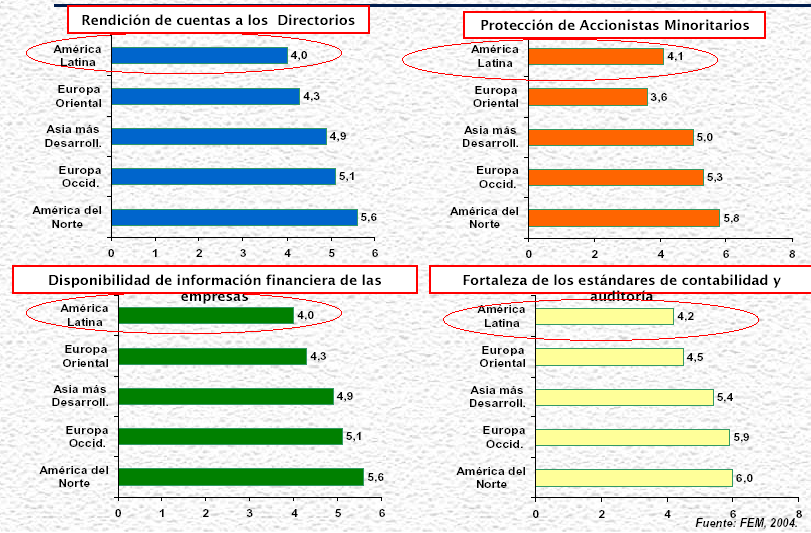 Rendición de cuentas a los Directorios
América
Latina
4,0
Europa
Oriental
4,3
Asia más
Desarroll.
4,9
Europa
Occid.
5,1
América del
Norte
5,6
0 1 2 3 4 5 6
Protección de Accionistas Minoritarios
América
Latina
4,1
Europa
Oriental
3,6
Asia más
Desarroll.
5,0
Europa
Occid.
5,3
América del
Norte
5,8
0 2 4 6 8
Disponibilidad de información financiera de las
empresas
América
Latina
4,0
Europa
Oriental
4,3
Asia más
Desarroll.
4,9
Europa
Occid.
5,1
América del
Norte
5,6
0 1 2 3 4 5 6
Fortaleza de los estándares de contabilidad y
auditoría
América
Latina
4,2
Europa
Oriental
4,5
Asia más
Desarroll.
5,4
Europa
Occid.
5,9
América del
Norte
6,0
0 2 4 6 8
Fuente: FEM, 2004.